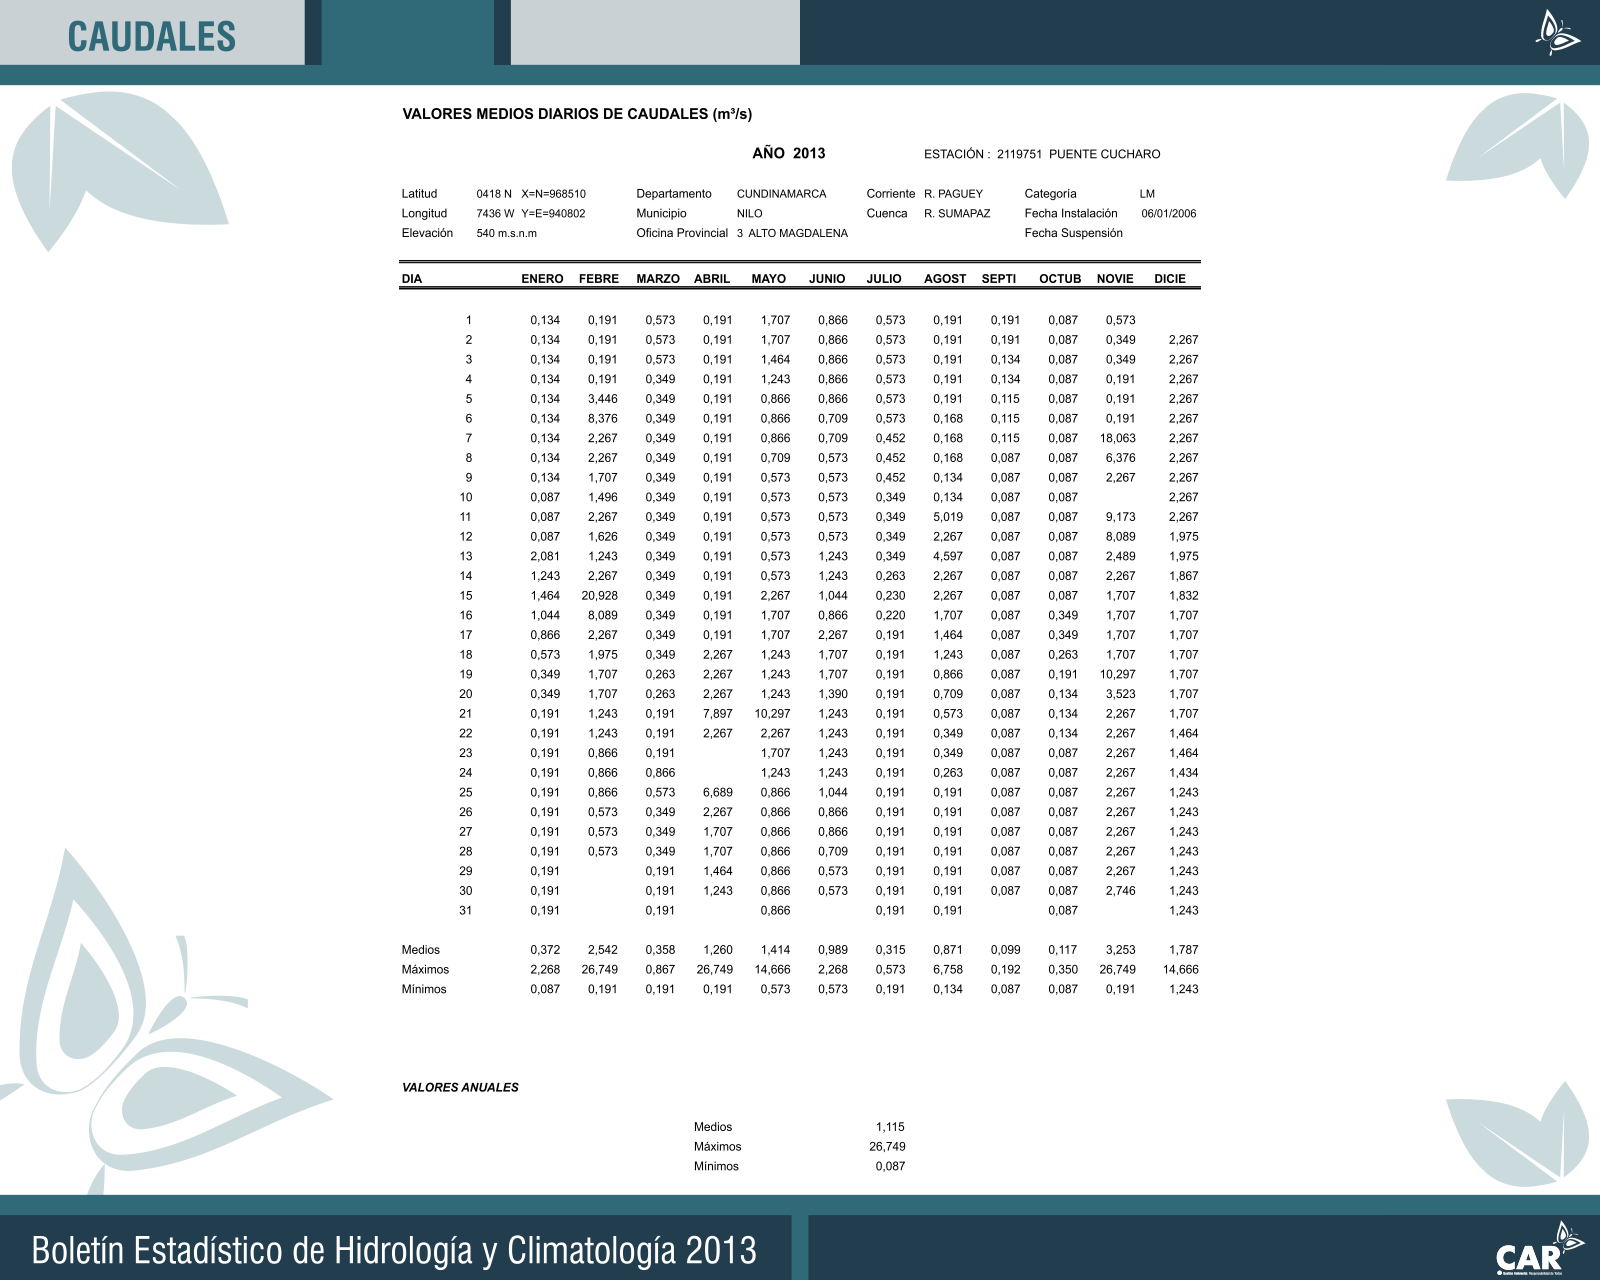 CAUDALES
VALORES MEDIOS DIARIOS DE CAUDALES (m³/s)
AÑO 2013 ESTACIÓN : 2119751 PUENTE CUCHARO
Latitud 0418 N X=N=968510 Departamento CUNDINAMARCA Corriente R. PAGUEY Categoría LM
Longitud 7436 W Y=E=940802 Municipio NILO Cuenca R. SUMAPAZ Fecha Instalación 06/01/2006
Elevación 540 m.s.n.m Oficina Provincial 3 ALTO MAGDALENA Fecha Suspensión
DIA ENERO FEBRE MARZO ABRIL MAYO JUNIO JULIO AGOST SEPTI OCTUB NOVIE DICIE
1 0,134 0,191 0,573 0,191 1,707 0,866 0,573 0,191 0,191 0,087 0,573
2 0,134 0,191 0,573 0,191 1,707 0,866 0,573 0,191 0,191 0,087 0,349 2,267
3 0,134 0,191 0,573 0,191 1,464 0,866 0,573 0,191 0,134 0,087 0,349 2,267
4 0,134 0,191 0,349 0,191 1,243 0,866 0,573 0,191 0,134 0,087 0,191 2,267
5 0,134 3,446 0,349 0,191 0,866 0,866 0,573 0,191 0,115 0,087 0,191 2,267
6 0,134 8,376 0,349 0,191 0,866 0,709 0,573 0,168 0,115 0,087 0,191 2,267
7 0,134 2,267 0,349 0,191 0,866 0,709 0,452 0,168 0,115 0,087 18,063 2,267
8 0,134 2,267 0,349 0,191 0,709 0,573 0,452 0,168 0,087 0,087 6,376 2,267
9 0,134 1,707 0,349 0,191 0,573 0,573 0,452 0,134 0,087 0,087 2,267 2,267
10 0,087 1,496 0,349 0,191 0,573 0,573 0,349 0,134 0,087 0,087 2,267
11 0,087 2,267 0,349 0,191 0,573 0,573 0,349 5,019 0,087 0,087 9,173 2,267
12 0,087 1,626 0,349 0,191 0,573 0,573 0,349 2,267 0,087 0,087 8,089 1,975
13 2,081 1,243 0,349 0,191 0,573 1,243 0,349 4,597 0,087 0,087 2,489 1,975
14 1,243 2,267 0,349 0,191 0,573 1,243 0,263 2,267 0,087 0,087 2,267 1,867
15 1,464 20,928 0,349 0,191 2,267 1,044 0,230 2,267 0,087 0,087 1,707 1,832
16 1,044 8,089 0,349 0,191 1,707 0,866 0,220 1,707 0,087 0,349 1,707 1,707
17 0,866 2,267 0,349 0,191 1,707 2,267 0,191 1,464 0,087 0,349 1,707 1,707
18 0,573 1,975 0,349 2,267 1,243 1,707 0,191 1,243 0,087 0,263 1,707 1,707
19 0,349 1,707 0,263 2,267 1,243 1,707 0,191 0,866 0,087 0,191 10,297 1,707
20 0,349 1,707 0,263 2,267 1,243 1,390 0,191 0,709 0,087 0,134 3,523 1,707
21 0,191 1,243 0,191 7,897 10,297 1,243 0,191 0,573 0,087 0,134 2,267 1,707
22 0,191 1,243 0,191 2,267 2,267 1,243 0,191 0,349 0,087 0,134 2,267 1,464
23 0,191 0,866 0,191 1,707 1,243 0,191 0,349 0,087 0,087 2,267 1,464
24 0,191 0,866 0,866 1,243 1,243 0,191 0,263 0,087 0,087 2,267 1,434
25 0,191 0,866 0,573 6,689 0,866 1,044 0,191 0,191 0,087 0,087 2,267 1,243
26 0,191 0,573 0,349 2,267 0,866 0,866 0,191 0,191 0,087 0,087 2,267 1,243
27 0,191 0,573 0,349 1,707 0,866 0,866 0,191 0,191 0,087 0,087 2,267 1,243
28 0,191 0,573 0,349 1,707 0,866 0,709 0,191 0,191 0,087 0,087 2,267 1,243
29 0,191 0,191 1,464 0,866 0,573 0,191 0,191 0,087 0,087 2,267 1,243
30 0,191 0,191 1,243 0,866 0,573 0,191 0,191 0,087 0,087 2,746 1,243
31 0,191 0,191 0,866 0,191 0,191 0,087 1,243
Medios 0,372 2,542 0,358 1,260 1,414 0,989 0,315 0,871 0,099 0,117 3,253 1,787
Máximos 2,268 26,749 0,867 26,749 14,666 2,268 0,573 6,758 0,192 0,350 26,749 14,666
Mínimos 0,087 0,191 0,191 0,191 0,573 0,573 0,191 0,134 0,087 0,087 0,191 1,243
VALORES ANUALES
Medios 1,115
Máximos 26,749
Mínimos 0,087
Boletín Estadístico de Hidrología y Climatología 2013
CAR